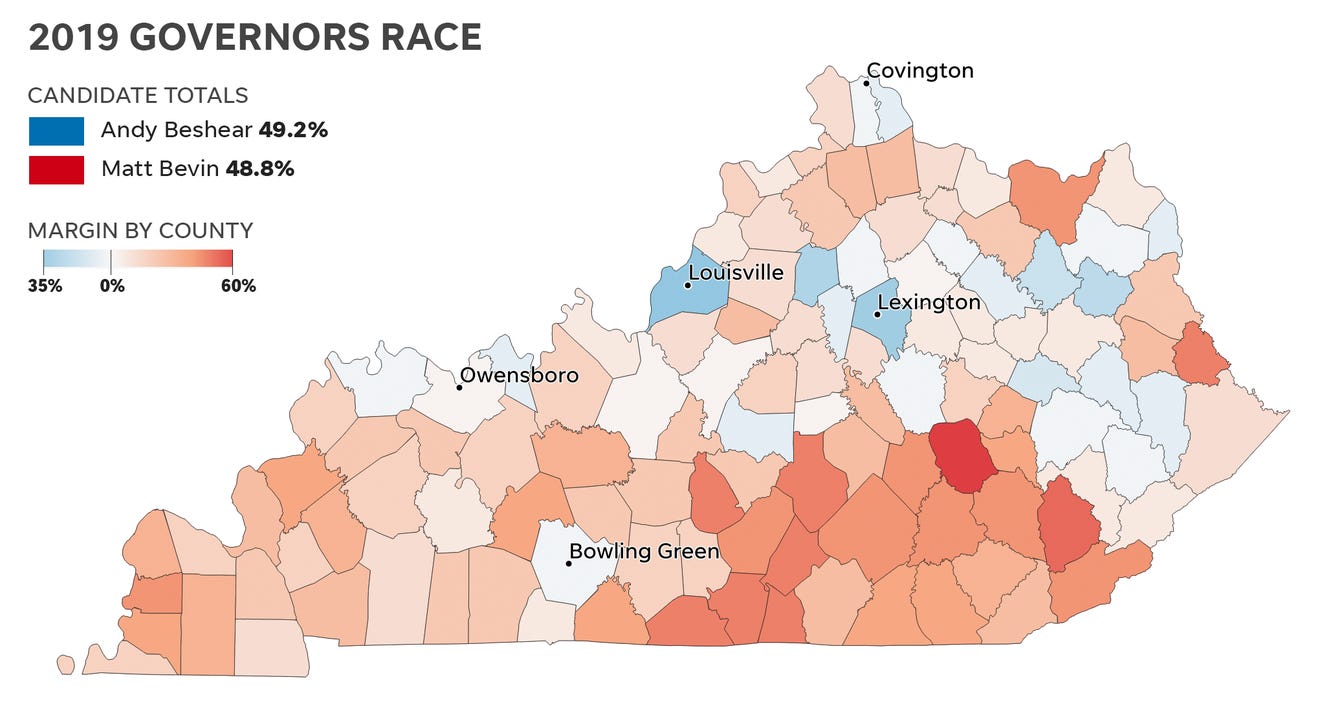 2019 GOVERNORS RACE
CANDIDATE TOTALS
Andy Beshear 49.2%
Matt Bevin 48.8%
MARGIN BY COUNTY
35% 0% 60%
Covington
Louisville
Lexington
Owensboro
Bowling Green